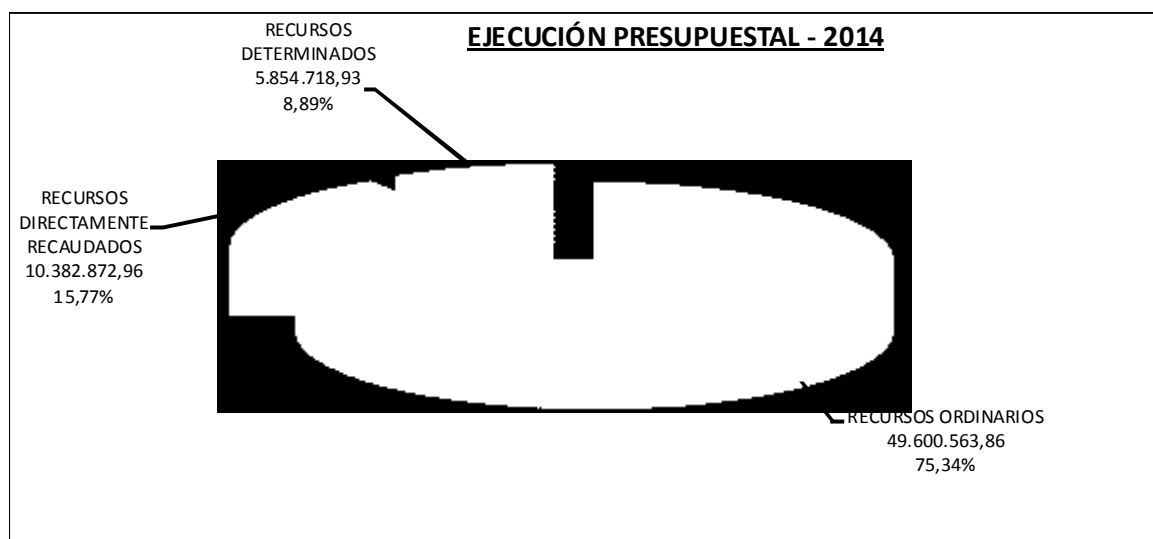 EJECUCIÓN PRESUPUESTAL - 2014
RECURSOS
DETERMINADOS
5.854.718,93
8,89%
RECURSOS
DIRECTAMENTE
RECAUDADOS
10.382.872,96
15,77%
RECURSOS ORDINARIOS
49.600.563,86
75,34%